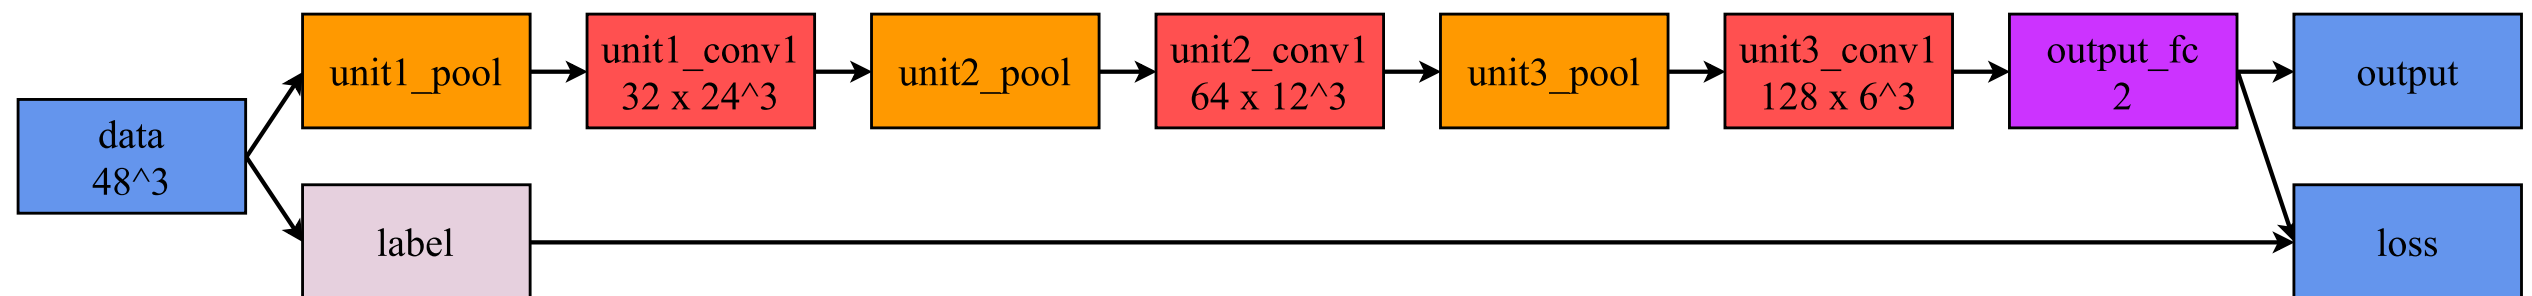 data
48^3
unit1_pool
unit1_conv1
32 x 24^3
unit2_pool
unit2_conv1
64 x 12^3
unit3_pool
unit3_conv1
128 x 6^3
output_fc
2
output
label
loss